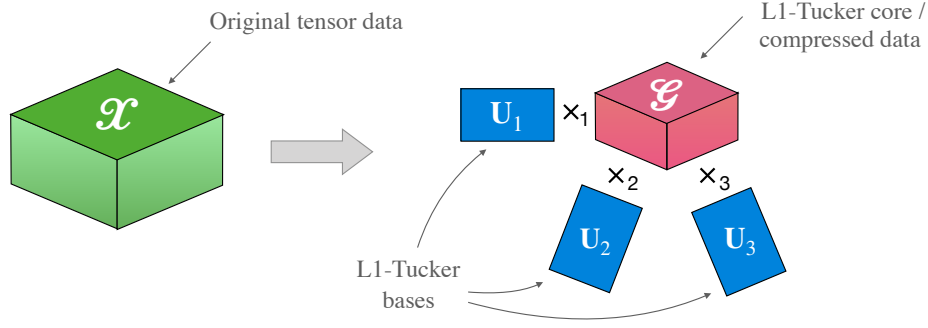 Original tensor data
L1-Tucker core /
compressed data
𝒳
𝒢
U₁
×₁
×₂
×₃
U₂
U₃
L1-Tucker
bases